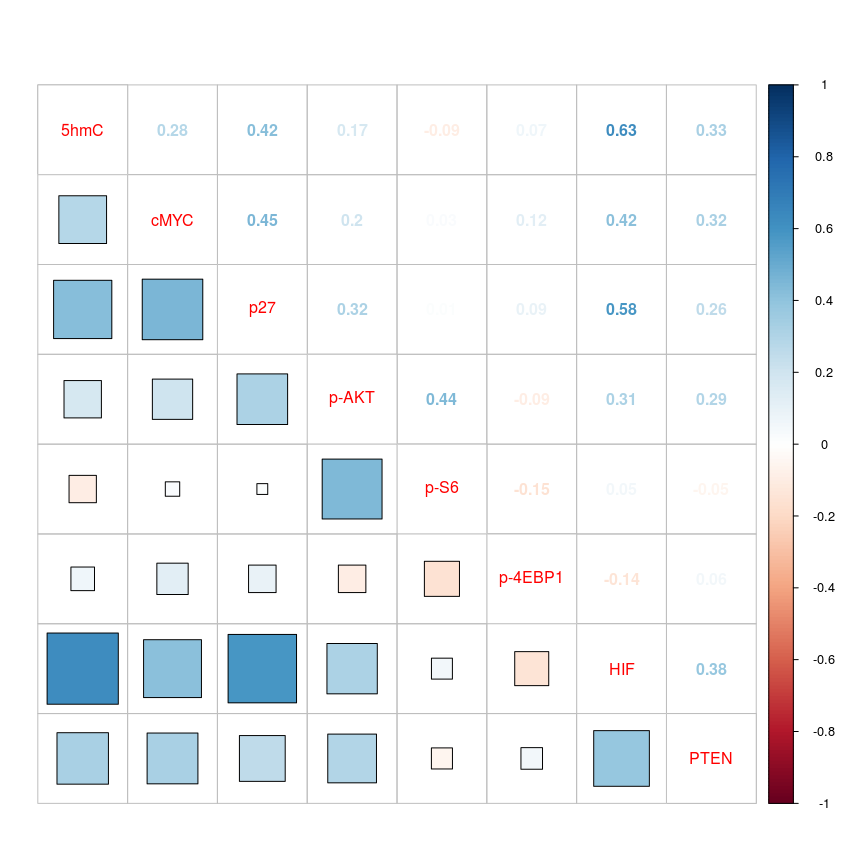 5hmC 0.28 0.42 0.17 -0.09 0.07 0.63 0.33
cMYC 0.45 0.2 0.03 0.12 0.42 0.32
p27 0.32 0.01 0.09 0.58 0.26
p-AKT 0.44 -0.09 0.31 0.29
p-S6 -0.15 0.05 -0.05
p-4EBP1 -0.14 0.06
HIF 0.38
PTEN
1
0.8
0.6
0.4
0.2
0
-0.2
-0.4
-0.6
-0.8
-1